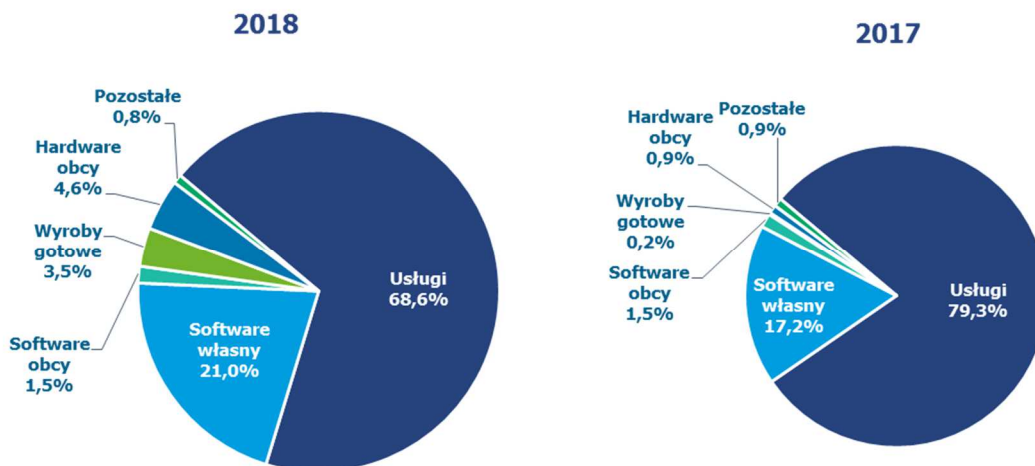 2018
Pozostałe
0,8%
Hardware
obcy
4,6%
Wyroby
gotowe
3,5%
Software
obcy
1,5%
Software
własny
21,0%
Usługi
68,6%
2017
Pozostałe
0,9%
Hardware
obcy
0,9%
Wyroby
gotowe
0,2%
Software
obcy
1,5%
Software
własny
17,2%
Usługi
79,3%